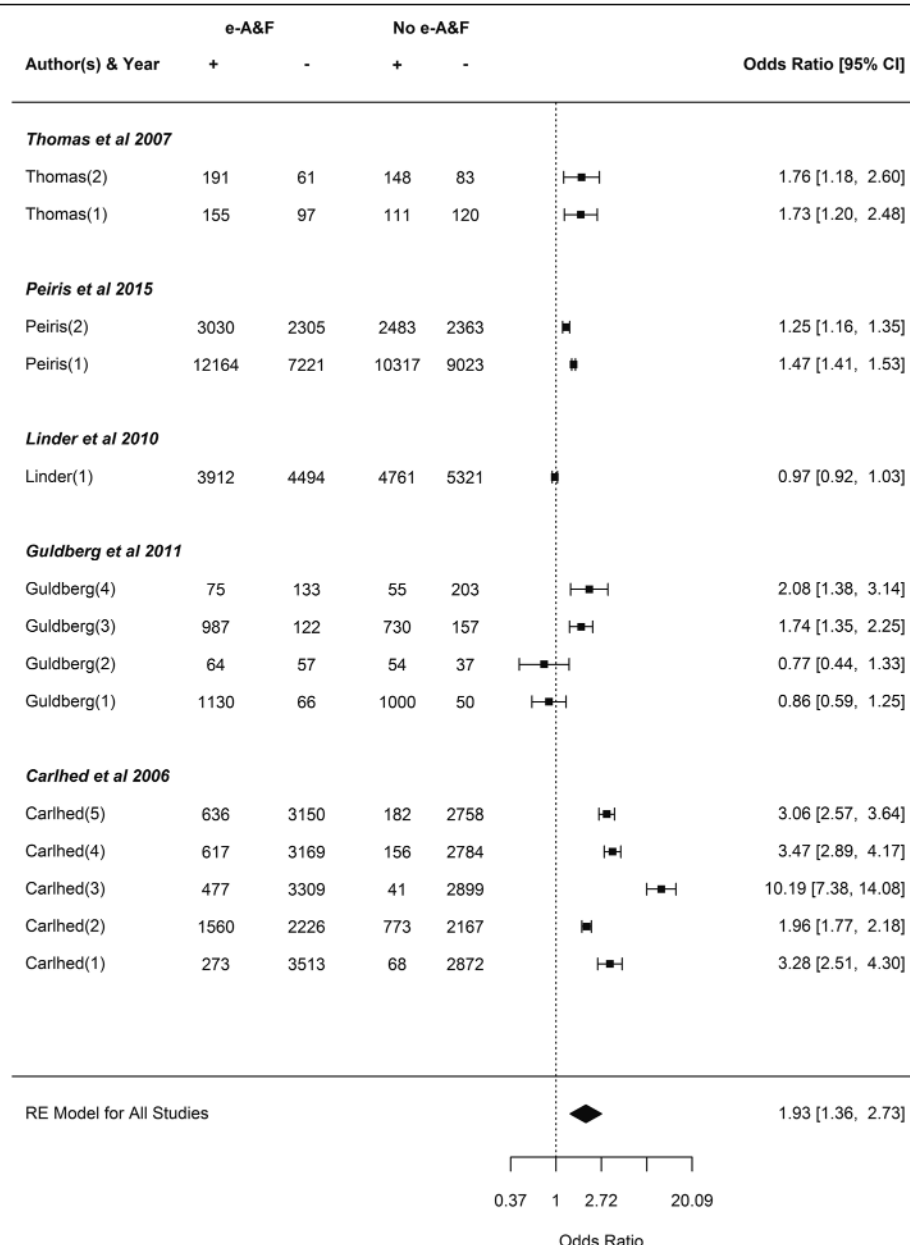 e-A&F No e-A&F
Author(s) & Year + - + - Odds Ratio [95% CI]
Thomas et al 2007
Thomas(2) 191 61 148 83 1.76 [1.18, 2.60]
Thomas(1) 155 97 111 120 1.73 [1.20, 2.48]
Peiris et al 2015
Peiris(2) 3030 2305 2483 2363 1.25 [1.16, 1.35]
Peiris(1) 12164 7221 10317 9023 1.47 [1.41, 1.53]
Linder et al 2010
Linder(1) 3912 4494 4761 5321 0.97 [0.92, 1.03]
Guldberg et al 2011
Guldberg(4) 75 133 55 203 2.08 [1.38, 3.14]
Guldberg(3) 987 122 730 157 1.74 [1.35, 2.25]
Guldberg(2) 64 57 54 37 0.77 [0.44, 1.33]
Guldberg(1) 1130 66 1000 50 0.86 [0.59, 1.25]
Carlhed et al 2006
Carlhed(5) 636 3150 182 2758 3.06 [2.57, 3.64]
Carlhed(4) 617 3169 156 2784 3.47 [2.89, 4.17]
Carlhed(3) 477 3309 41 2899 10.19 [7.38, 14.08]
Carlhed(2) 1560 2226 773 2167 1.96 [1.77, 2.18]
Carlhed(1) 273 3513 68 2872 3.28 [2.51, 4.30]
RE Model for All Studies 1.93 [1.36, 2.73]
0.37 1 2.72 20.09
Odds Ratio